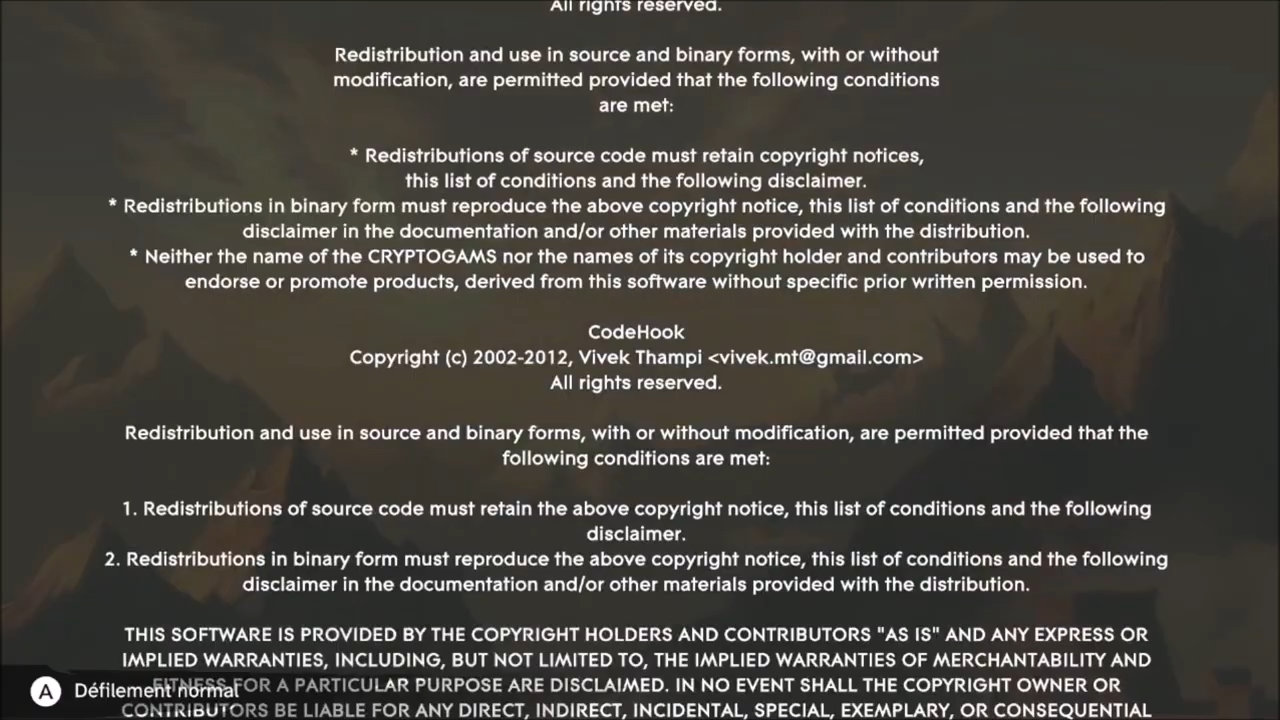 All rights reserved.
Redistribution and use in source and binary forms, with or without
modification, are permitted provided that the following conditions
are met:
* Redistributions of source code must retain copyright notices,
this list of conditions and the following disclaimer.
* Redistributions in binary form must reproduce the above copyright notice, this list of conditions and the following
disclaimer in the documentation and/or other materials provided with the distribution.
* Neither the name of the CRYPTOGAMS nor the names of its copyright holder and contributors may be used to
endorse or promote products, derived from this software without specific prior written permission.
CodeHook
Copyright (c) 2002-2012, Vivek Thampi <vivek.mt@gmail.com>
All rights reserved.
Redistribution and use in source and binary forms, with or without modification, are permitted provided that the
following conditions are met:
1. Redistributions of source code must retain the above copyright notice, this list of conditions and the following
disclaimer.
2. Redistributions in binary form must reproduce the above copyright notice, this list of conditions and the following
disclaimer in the documentation and/or other materials provided with the distribution.
THIS SOFTWARE IS PROVIDED BY THE COPYRIGHT HOLDERS AND CONTRIBUTORS "AS IS" AND ANY EXPRESS OR
IMPLIED WARRANTIES, INCLUDING, BUT NOT LIMITED TO, THE IMPLIED WARRANTIES OF MERCHANTABILITY AND
FITNESS FOR A PARTICULAR PURPOSE ARE DISCLAIMED. IN NO EVENT SHALL THE COPYRIGHT OWNER OR
CONTRIBUTORS BE LIABLE FOR ANY DIRECT, INDIRECT, INCIDENTAL, SPECIAL, EXEMPLARY, OR CONSEQUENTIAL
A Défilement normal